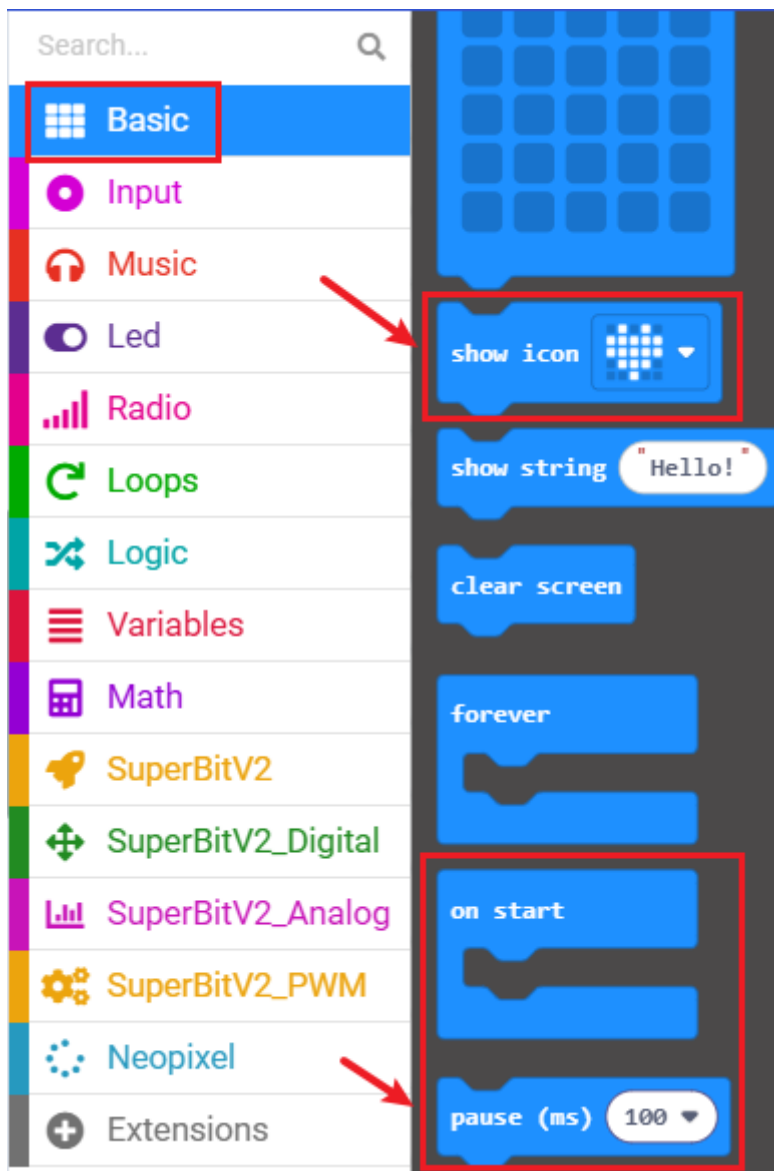 Search...
Basic
Input
Music
Led
Radio
Loops
Logic
Variables
Math
SuperBitV2
SuperBitV2_Digital
SuperBitV2_Analog
SuperBitV2_PWM
Neopixel
Extensions
show icon
show string "Hello!"
clear screen
forever
on start
pause (ms) 100